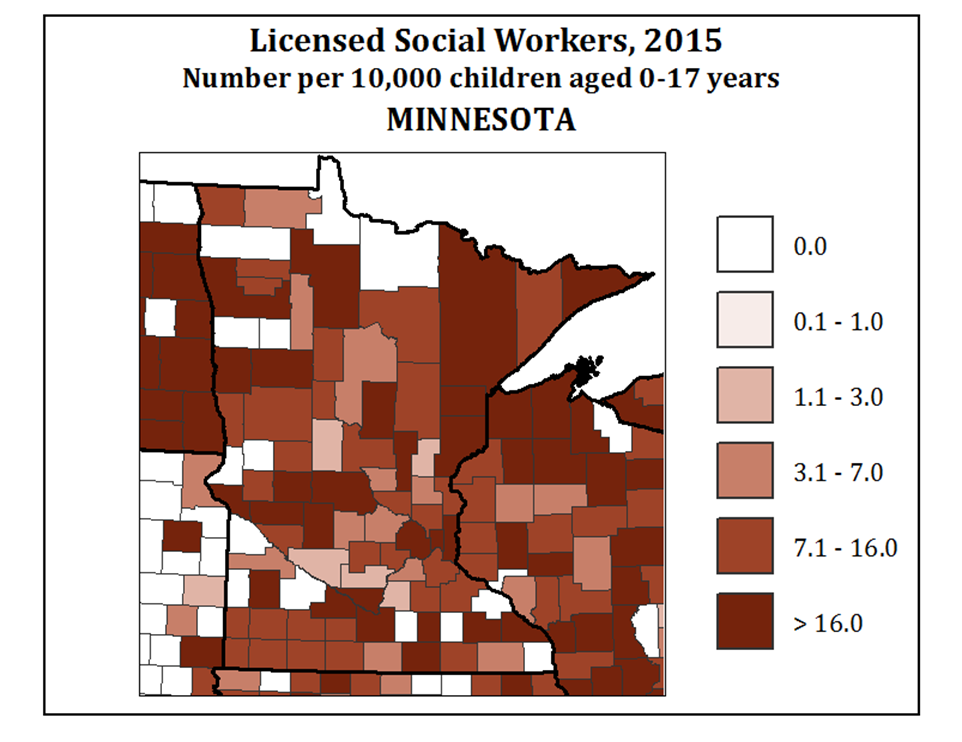 Licensed Social Workers, 2015
Number per 10,000 children aged 0-17 years
MINNESOTA
0.0
0.1 - 1.0
1.1 - 3.0
3.1 - 7.0
7.1 - 16.0
> 16.0